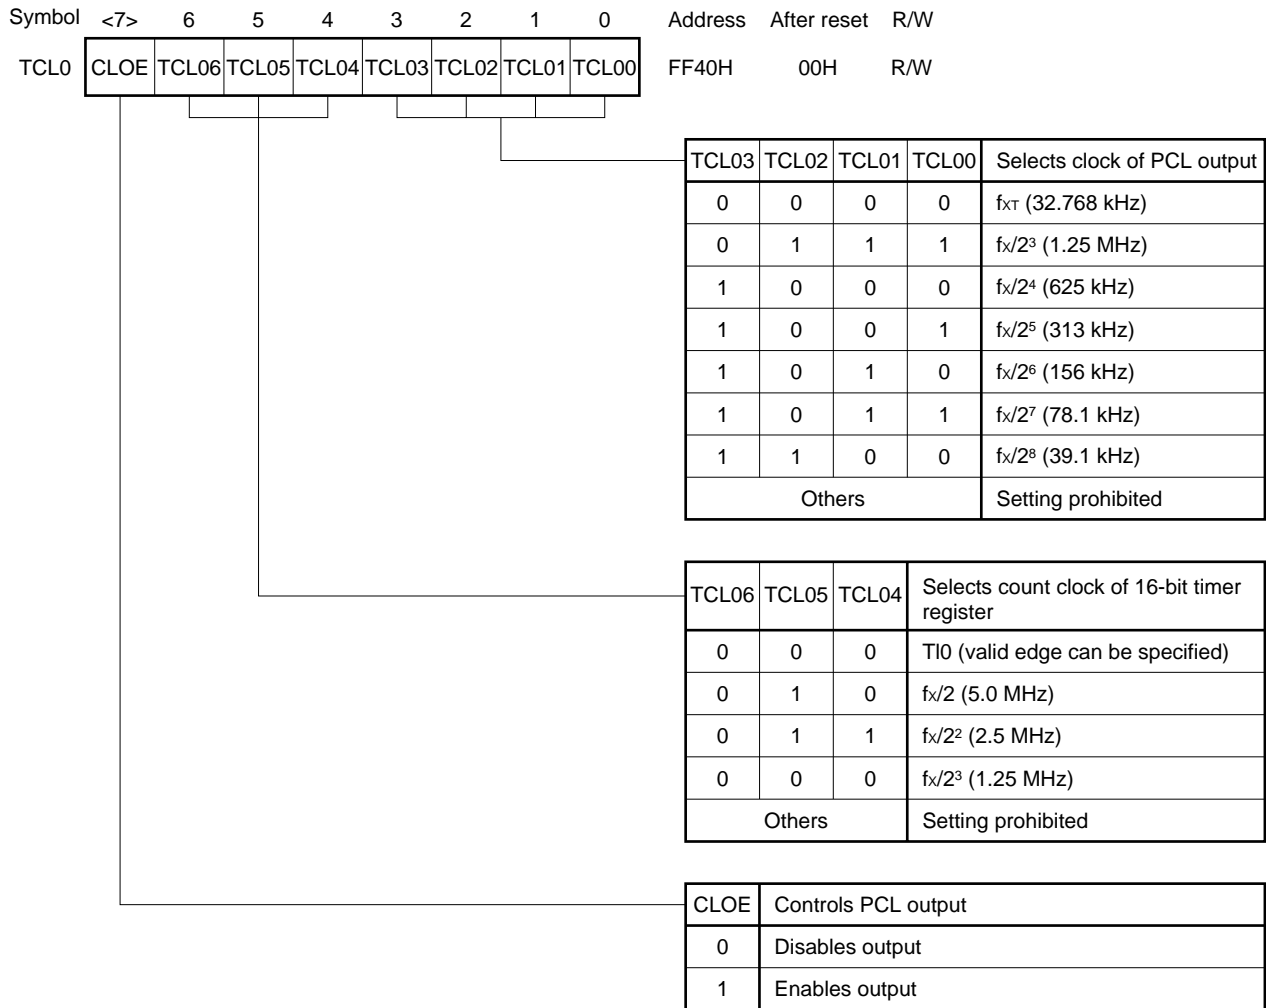 Symbol <7> 6 5 4 3 2 1 0 Address After reset R/W
TCL0 CLOE TCL06 TCL05 TCL04 TCL03 TCL02 TCL01 TCL00 FF40H 00H R/W
TCL03 TCL02 TCL01 TCL00 Selects clock of PCL output
0 0 0 0 fXT (32.768 kHz)
0 1 1 1 fX/2³ (1.25 MHz)
1 0 0 0 fX/2⁴ (625 kHz)
1 0 0 1 fX/2⁵ (313 kHz)
1 0 1 0 fX/2⁶ (156 kHz)
1 0 1 1 fX/2⁷ (78.1 kHz)
1 1 0 0 fX/2⁸ (39.1 kHz)
Others Setting prohibited
TCL06 TCL05 TCL04 Selects count clock of 16-bit timer
register
0 0 0 TI0 (valid edge can be specified)
0 1 0 fX/2 (5.0 MHz)
0 1 1 fX/2² (2.5 MHz)
0 0 0 fX/2³ (1.25 MHz)
Others Setting prohibited
CLOE Controls PCL output
0 Disables output
1 Enables output